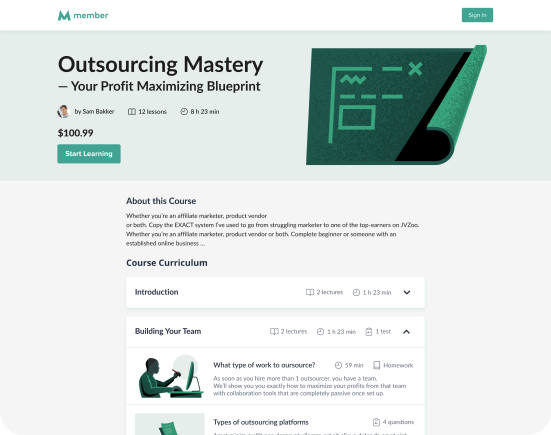 member
Sign In
Outsourcing Mastery
— Your Profit Maximizing Blueprint
by Sam Bakker 12 lessons 8 h 23 min
$100.99
Start Learning
About this Course
Whether you're an affiliate marketer, product vendor
or both. Copy the EXACT system I've used to go from struggling marketer to one of the top-earners on JVZoo.
Whether you're an affiliate marketer, product vendor or both. Complete beginner or someone with an
established online business ...
Course Curriculum
Introduction 2 lectures 1 h 23 min
Building Your Team 2 lectures 1 h 23 min 1 test
What type of work to oursource? 59 min Homework
As soon as you hire more than 1 outsourcer, you have a team.
We'll show you you exactly how to maximize your profits from that team
with collaboration tools that are completely passive once set up.
Types of outsourcing platforms 4 questions